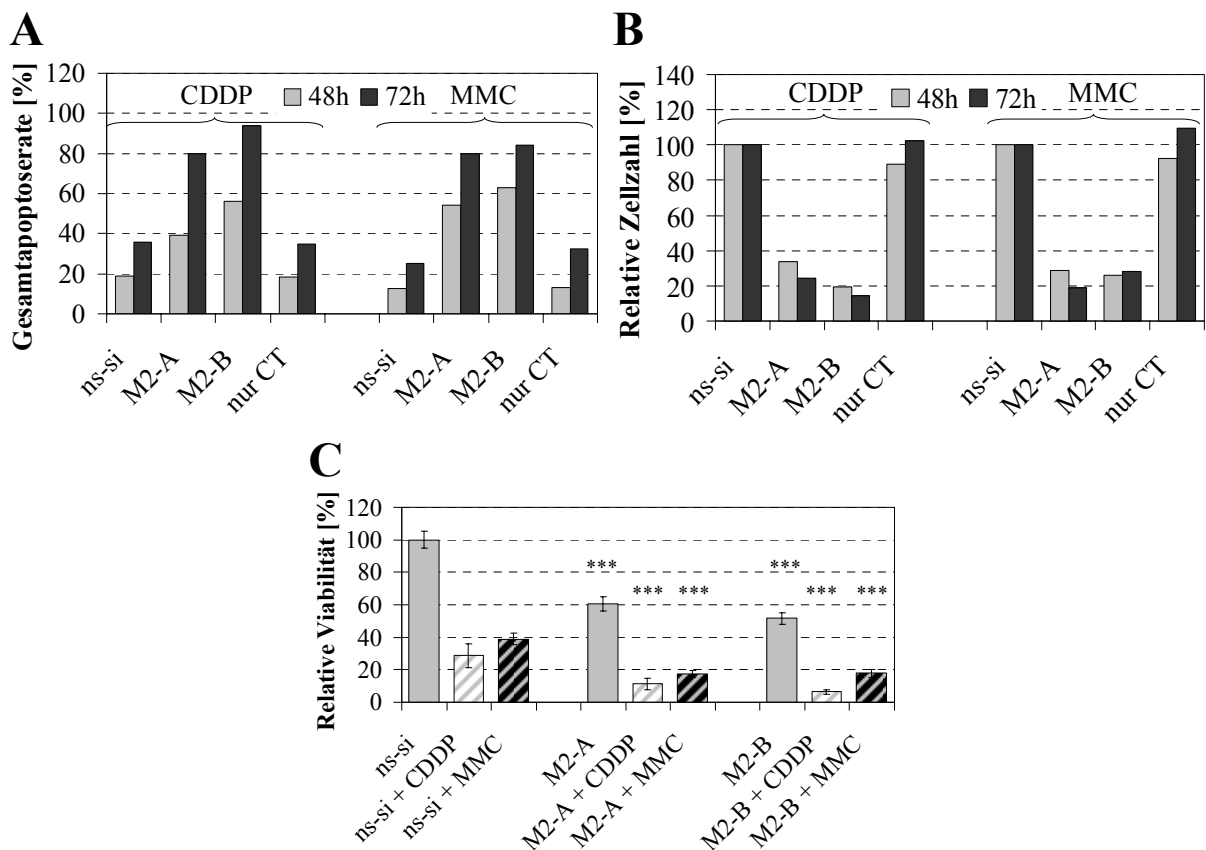 A
Gesamtapoptoserate [%]
120
100
80
60
40
20
0
CDDP
48h
72h
MMC
ns-si
M2-A
M2-B
nur CT
ns-si
M2-A
M2-B
nur CT
B
Relative Zellzahl [%]
140
120
100
80
60
40
20
0
CDDP
48h
72h
MMC
ns-si
M2-A
M2-B
nur CT
ns-si
M2-A
M2-B
nur CT
C
Relative Viabilität [%]
120
100
80
60
40
20
0
***
***
***
***
***
***
ns-si
ns-si + CDDP
ns-si + MMC
M2-A
M2-A + CDDP
M2-A + MMC
M2-B
M2-B + CDDP
M2-B + MMC